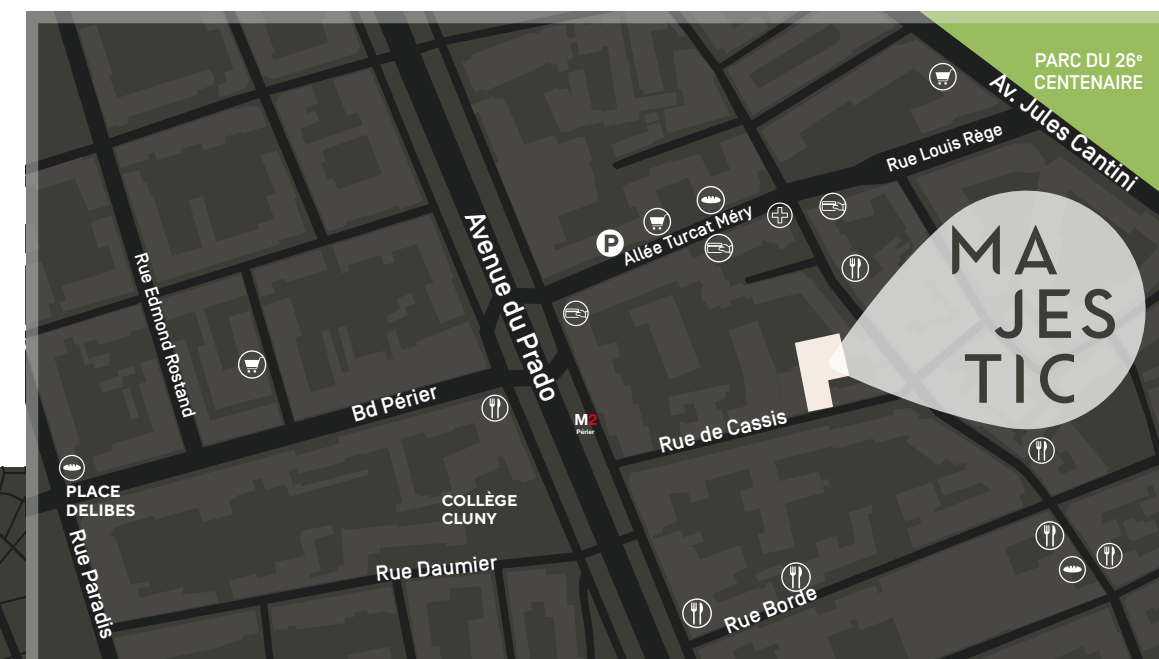 PARC DU 26e
CENTENAIRE
Av. Jules Cantini
Rue Louis Rège
Allée Turcat Méry
P
Avenue du Prado
Rue Edmond Rostand
MA
JES
TIC
Bd Périer
M2
Périer
Rue de Cassis
PLACE
DELIBES
COLLÈGE
CLUNY
Rue Paradis
Rue Daumier
Rue Borde